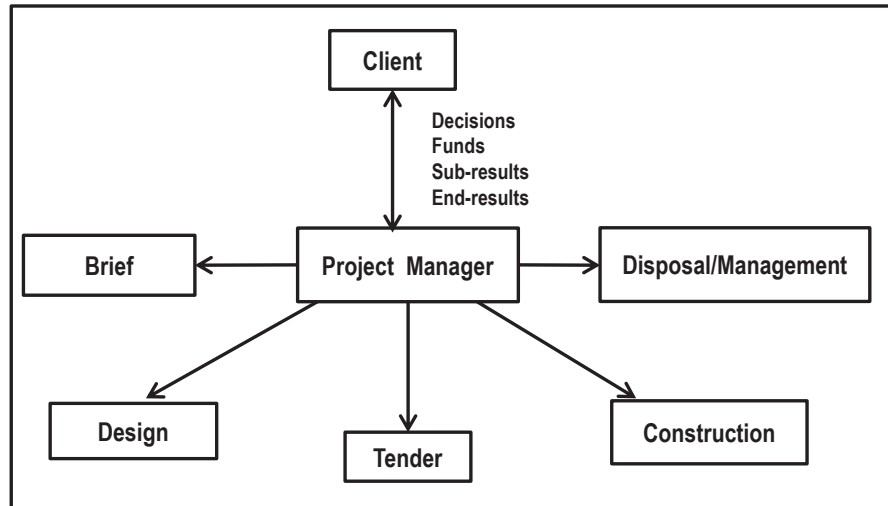 Client
Decisions
Funds
Sub-results
End-results
Brief
Project Manager
Disposal/Management
Design
Tender
Construction